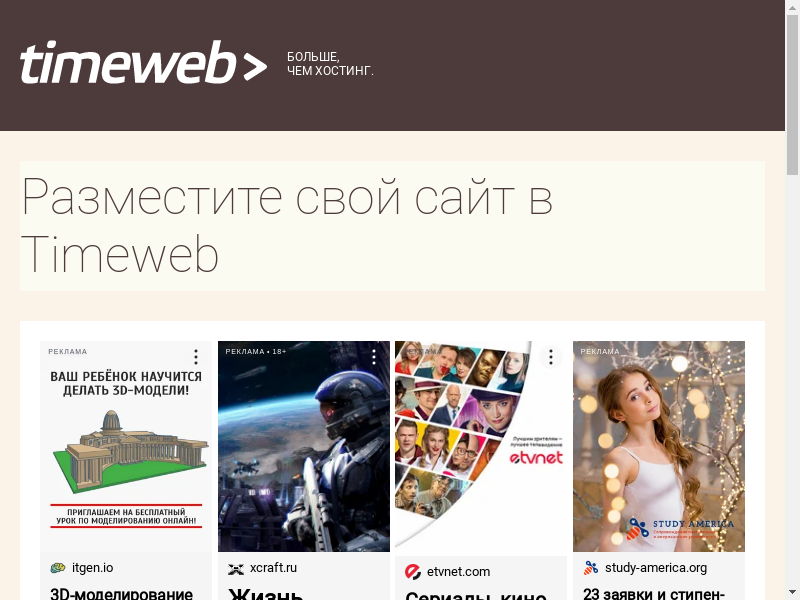 timeweb>
БОЛЬШЕ,
ЧЕМ ХОСТИНГ.
Разместите свой сайт в
Timeweb
РЕКЛАМА
ВАШ РЕБЁНОК НАУЧИТСЯ
ДЕЛАТЬ 3D-МОДЕЛИ!
ПРИГЛАШАЕМ НА БЕСПЛАТНЫЙ
УРОК ПО МОДЕЛИРОВАНИЮ ОНЛАЙН!
itgen.io
3D-моделирование
РЕКЛАМА • 18+
xcraft.ru
Жизнь
РЕКЛАМА
Лучшим зрителям –
лучшее телевидение
etvnet
etvnet.com
Сериалы, кино
РЕКЛАМА
STUDY AMERICA
study-america.org
23 заявки и стипен-